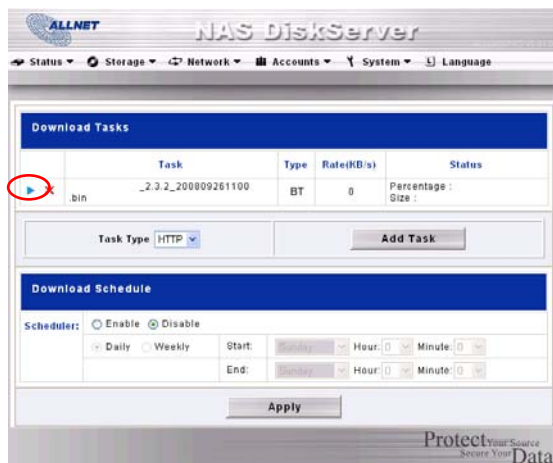 ALLNET
NAS DiskServer
Status Storage Network Accounts System Language
Download Tasks
Task Type Rate(KB/s) Status
_2.3.2_200809261100
.bin
BT 0 Percentage :
Size :
Task Type HTTP Add Task
Download Schedule
Scheduler: Enable Disable
Daily Weekly Start: Sunday Hour: 0 Minute: 0
End: Sunday Hour: 0 Minute: 0
Apply
Protect Your Source
Secure Your Data